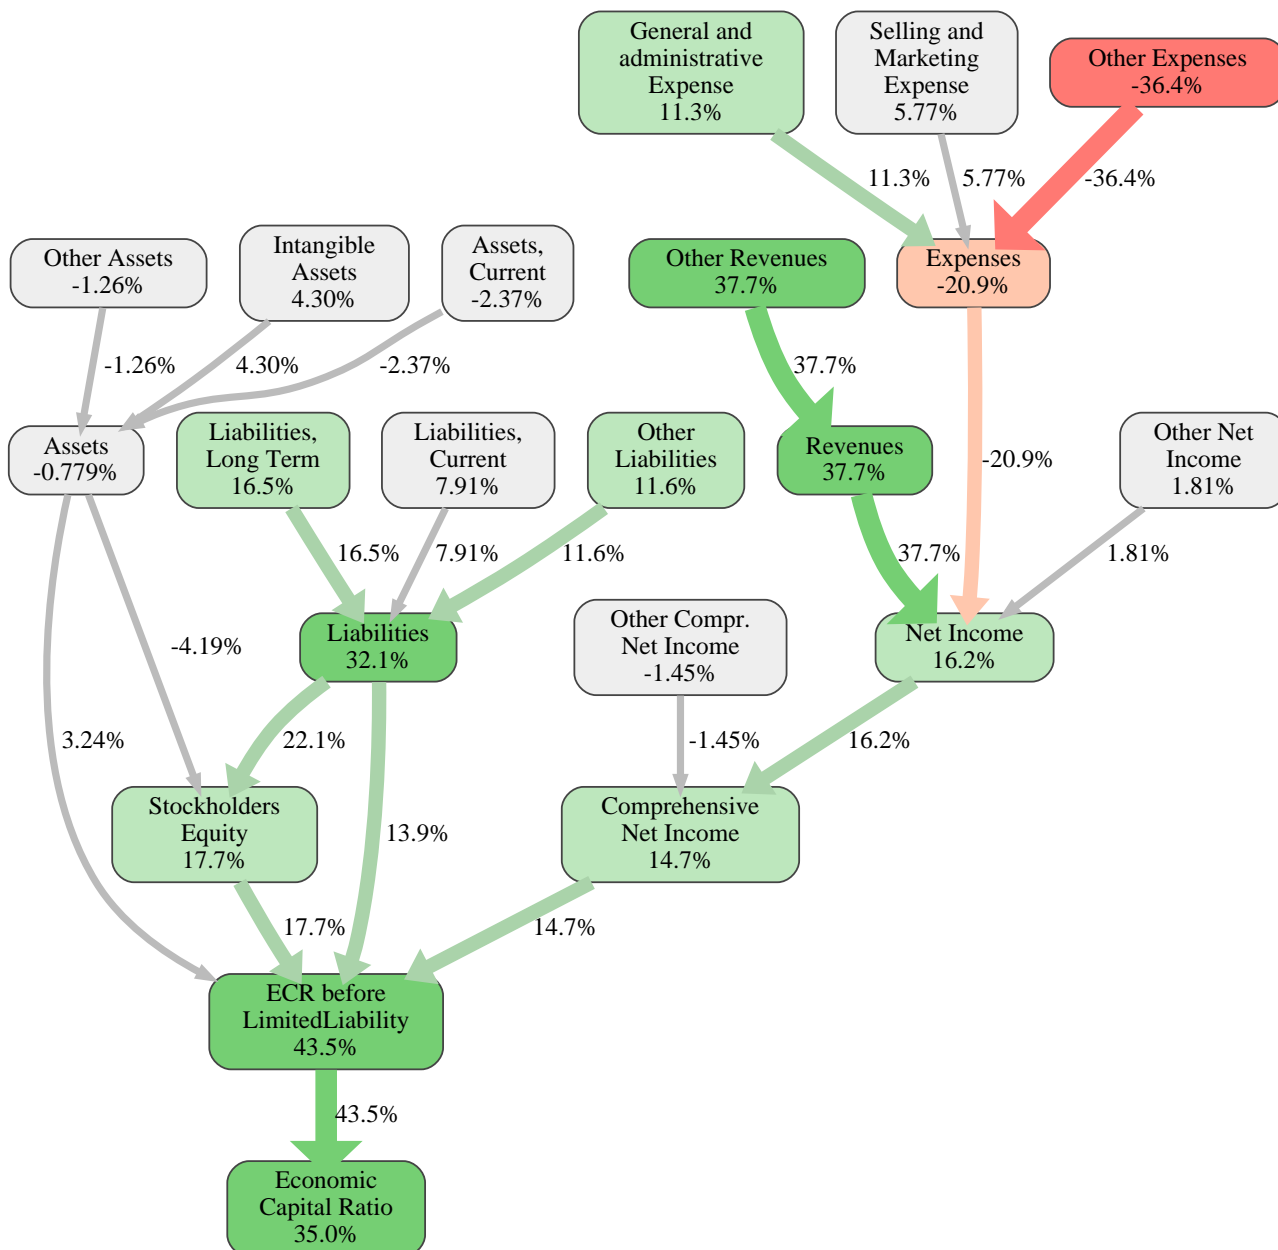 General and
administrative
Expense
11.3%
Selling and
Marketing
Expense
5.77%
Other Expenses
-36.4%
11.3%
5.77%
-36.4%
Other Assets
-1.26%
Intangible
Assets
4.30%
Assets,
Current
-2.37%
Other Revenues
37.7%
Expenses
-20.9%
-1.26%
4.30%
-2.37%
37.7%
Assets
-0.779%
Liabilities,
Long Term
16.5%
Liabilities,
Current
7.91%
Other
Liabilities
11.6%
Revenues
37.7%
-20.9%
Other Net
Income
1.81%
16.5%
7.91%
11.6%
37.7%
1.81%
-4.19%
Liabilities
32.1%
Other Compr.
Net Income
-1.45%
Net Income
16.2%
3.24%
22.1%
-1.45%
16.2%
Stockholders
Equity
17.7%
13.9%
Comprehensive
Net Income
14.7%
17.7%
14.7%
ECR before
LimitedLiability
43.5%
43.5%
Economic
Capital Ratio
35.0%